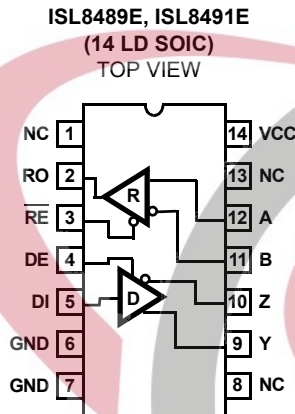 ISL8489E, ISL8491E
(14 LD SOIC)
TOP VIEW
NC 1
RO 2
RE 3
DE 4
DI 5
GND 6
GND 7
14 VCC
13 NC
12 A
11 B
10 Z
9 Y
8 NC
R
D